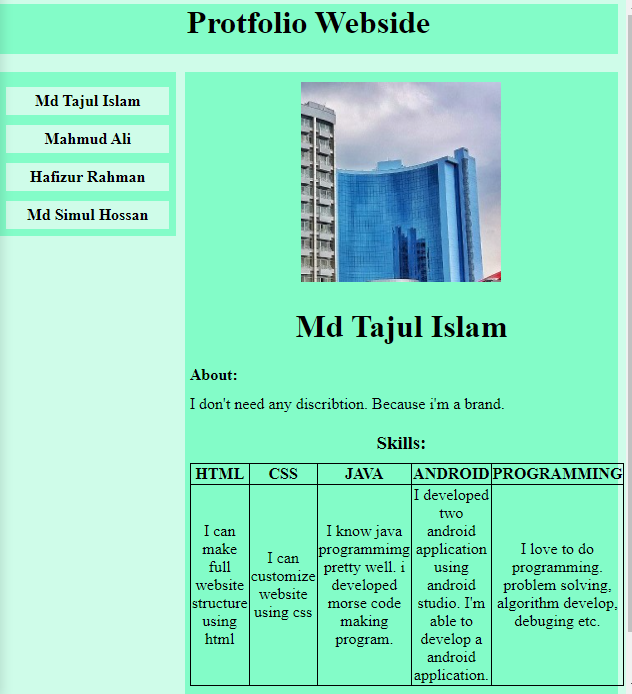 Protfolio Webside
Md Tajul Islam
Mahmud Ali
Hafizur Rahman
Md Simul Hossan
Md Tajul Islam
About:
I don't need any discribtion. Because i'm a brand.
Skills:
HTML CSS JAVA ANDROID PROGRAMMING
I can
make
full
website
structure
using
html
I can
customize
website
using css
I know java
programmimg
pretty well. i
developed
morse code
making
program.
I developed
two
android
application
using
android
studio. I'm
able to
develop a
android
application.
I love to do
programming.
problem solving,
algorithm develop,
debuging etc.